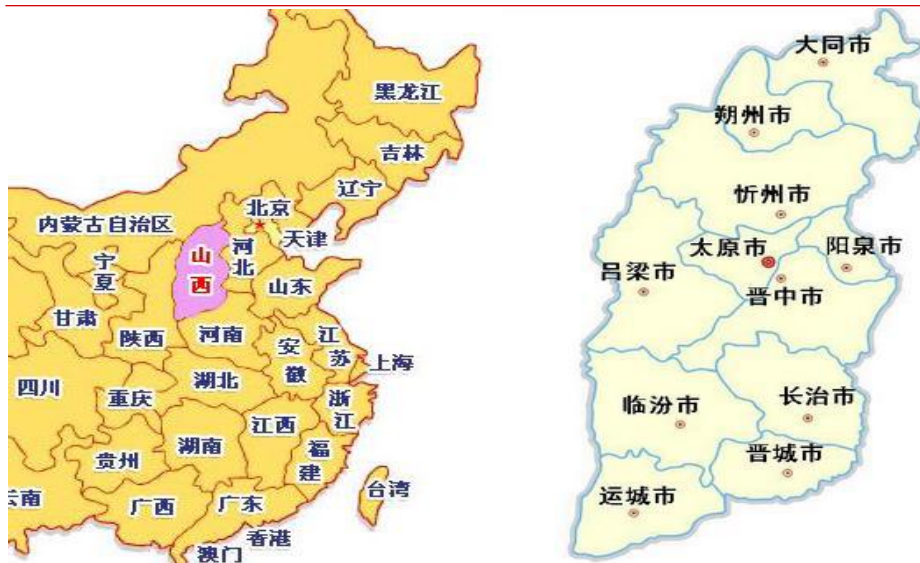 黑龙江
吉林
辽宁
北京
天津
内蒙古自治区
河北
山西
宁夏
山东
甘肃
陕西
河南
江苏
安徽
上海
四川
重庆
湖北
浙江
江西
湖南
贵州
福建
云南
广西
广东
台湾
香港
澳门
大同市
朔州市
忻州市
太原市
阳泉市
吕梁市
晋中市
临汾市
长治市
晋城市
运城市